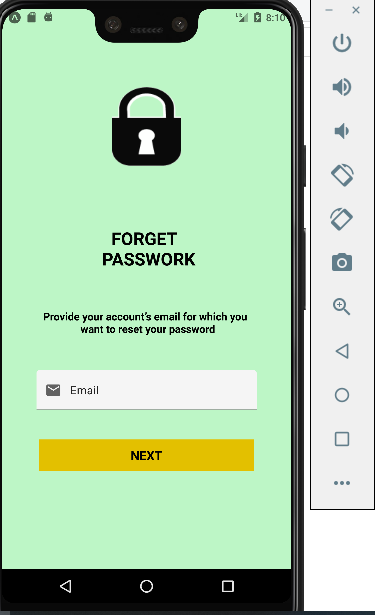 8:10
FORGET
PASSWORK
Provide your account's email for which you
want to reset your password
Email
NEXT